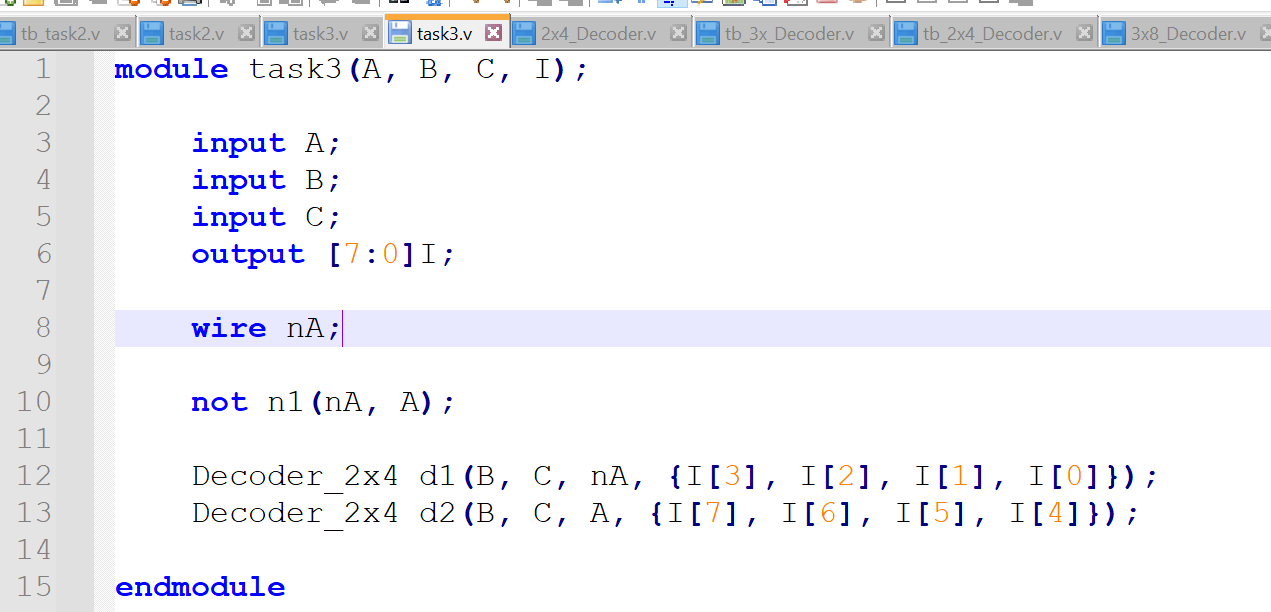 tb_task2.v task2.v task3.v task3.v 2x4_Decoder.v tb_3x_Decoder.v tb_2x4_Decoder.v 3x8_Decoder.v
1 module task3(A, B, C, I);
2
3 input A;
4 input B;
5 input C;
6 output [7:0]I;
7
8 wire nA;
9
10 not n1(nA, A);
11
12 Decoder_2x4 d1(B, C, nA, {I[3], I[2], I[1], I[0]});
13 Decoder_2x4 d2(B, C, A, {I[7], I[6], I[5], I[4]});
14
15 endmodule